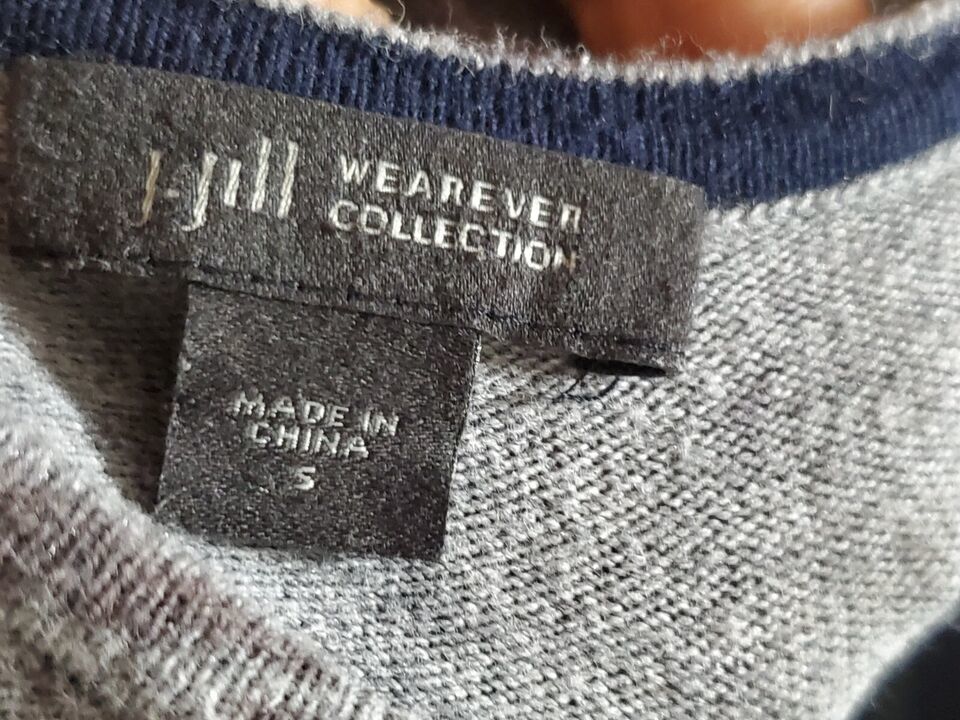 J.Jill WEAREVER
COLLECTION
MADE IN
CHINA
S